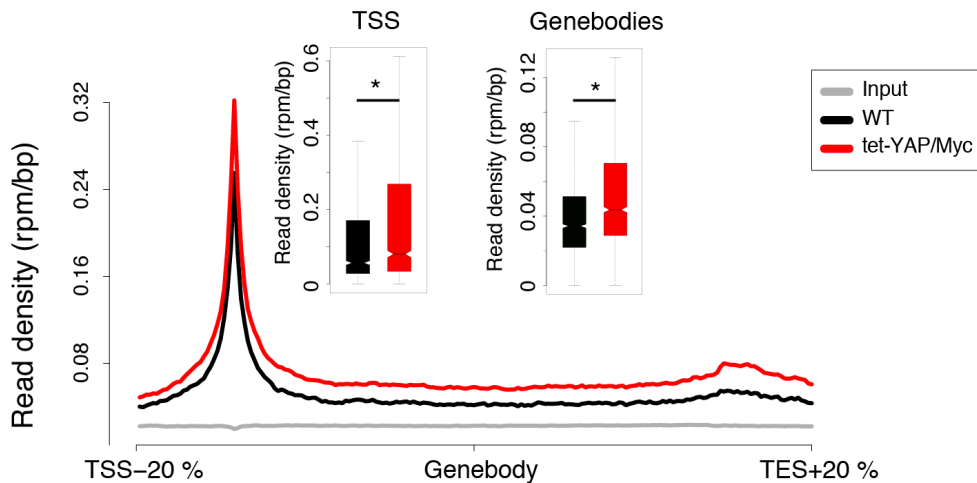 TSS
Genebodies
Read density (rpm/bp)
0.32
0.24
0.16
0.08
Read density (rpm/bp)
0.6
0.4
0.2
0
*
Read density (rpm/bp)
0.12
0.08
0.04
0
*
Input
WT
tet-YAP/Myc
TSS−20 %
Genebody
TES+20 %